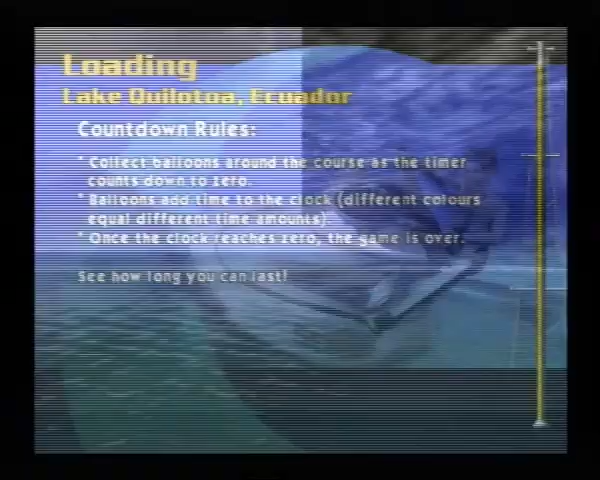 Loading
Lake Quilotoa, Ecuador
Countdown Rules:
* Collect balloons around the course as the timer
counts down to zero.
* Balloons add time to the clock (different colours
equal different time amounts).
* Once the clock reaches zero, the game is over.
See how long you can last!